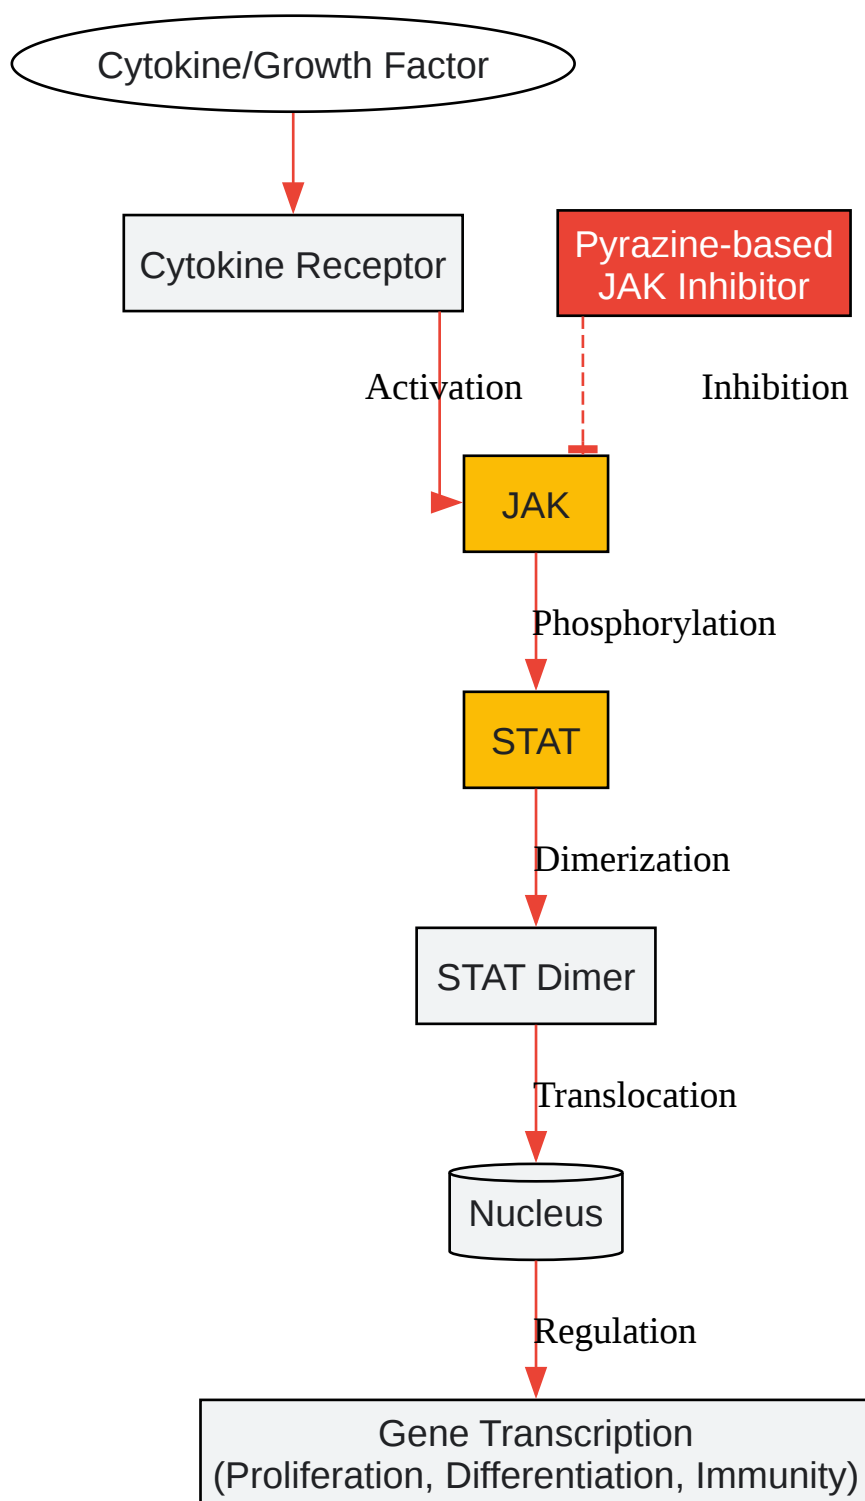 Cytokine/Growth Factor
Cytokine Receptor
Pyrazine-based
JAK Inhibitor
Activation
Inhibition
JAK
Phosphorylation
STAT
Dimerization
STAT Dimer
Translocation
Nucleus
Regulation
Gene Transcription
(Proliferation, Differentiation, Immunity)